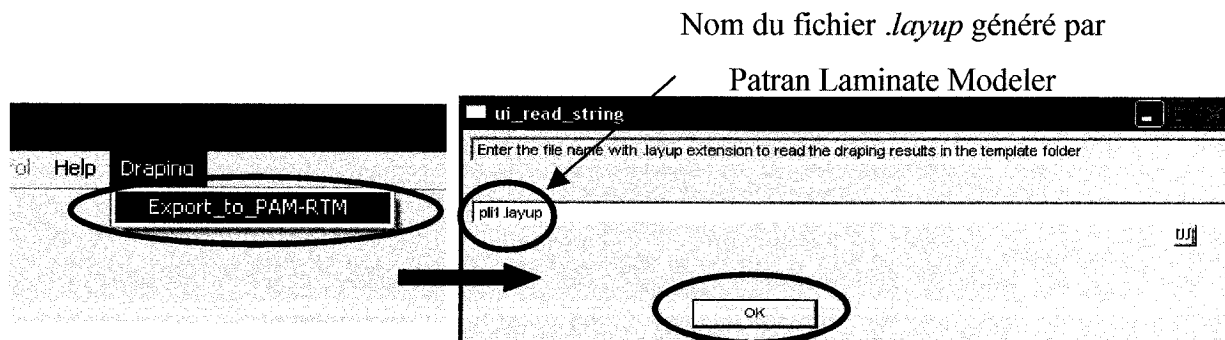 Nom du fichier .layup généré par
Patran Laminate Modeler
ui_read_string
Enter the file name with .layup extension to read the draping results in the template folder
ol Help Draping
Export_to_PAM-RTM
pli1.layup
OK